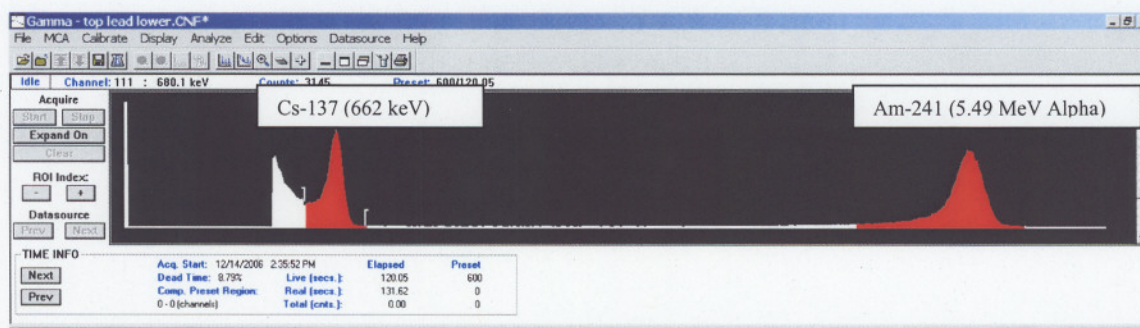 Gamma - top lead lower.CNF*
File MCA Calibrate Display Analyze Edit Options Datasource Help
Idle Channel: 111 : 680.1 keV Counts: 3145 Preset: 600/120.05
Acquire
Start Stop
Expand On
Clear
ROI Index:
- +
Datasource
Prev Next
Cs-137 (662 keV)
Am-241 (5.49 MeV Alpha)
TIME INFO
Next
Prev
Acq. Start: 12/14/2006 2:35:52 PM Elapsed Preset
Dead Time: 8.79% Live (secs.): 120.05 600
Comp. Preset Region: Real (secs.): 131.62 0
0 - 0 (channels) Total (cnts.): 0.00 0